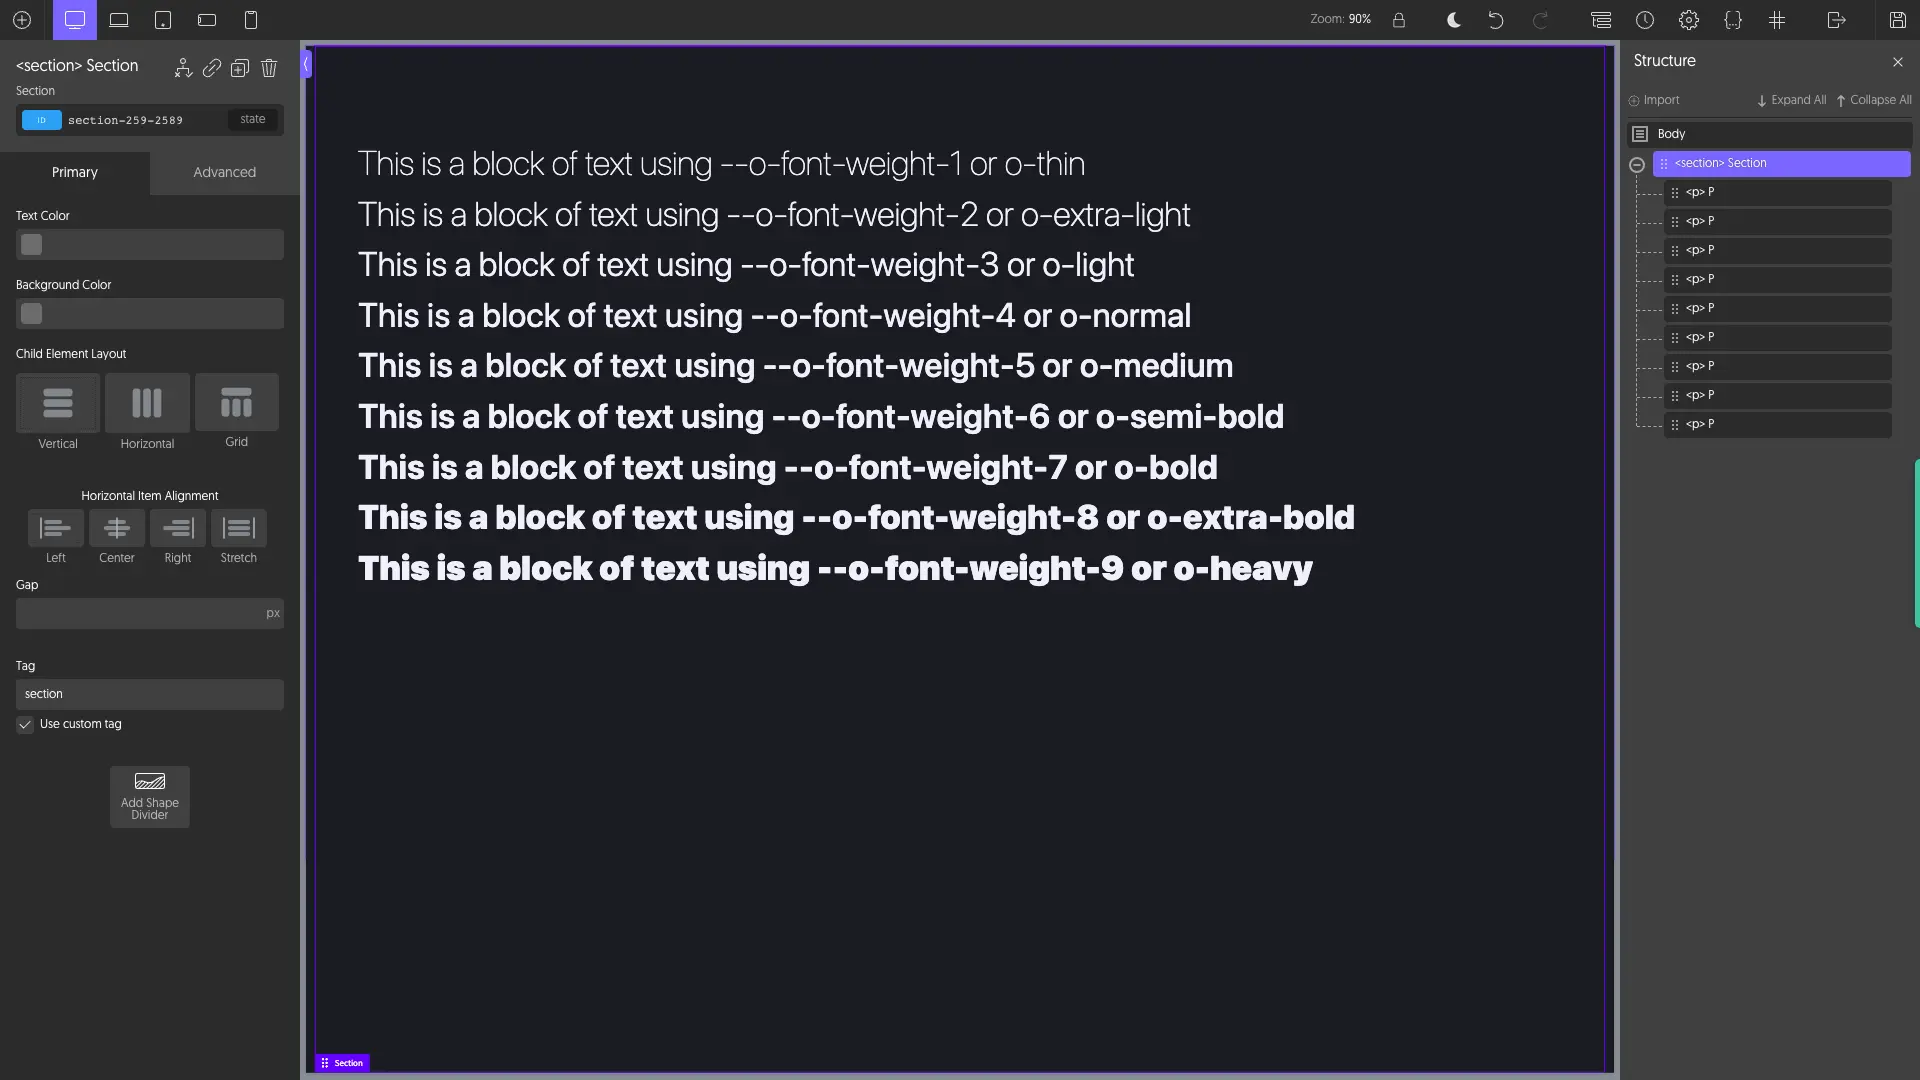 Zoom: 90%
<section> Section
Section
ID section-259-2589 state
Primary Advanced
Text Color
Background Color
Child Element Layout
Vertical Horizontal Grid
Horizontal Item Alignment
Left Center Right Stretch
Gap
px
Tag
section
Use custom tag
Add Shape
Divider
This is a block of text using --o-font-weight-1 or o-thin
This is a block of text using --o-font-weight-2 or o-extra-light
This is a block of text using --o-font-weight-3 or o-light
This is a block of text using --o-font-weight-4 or o-normal
This is a block of text using --o-font-weight-5 or o-medium
This is a block of text using --o-font-weight-6 or o-semi-bold
This is a block of text using --o-font-weight-7 or o-bold
This is a block of text using --o-font-weight-8 or o-extra-bold
This is a block of text using --o-font-weight-9 or o-heavy
Section
Structure
Import Expand All Collapse All
Body
<section> Section
<p> P
<p> P
<p> P
<p> P
<p> P
<p> P
<p> P
<p> P
<p> P